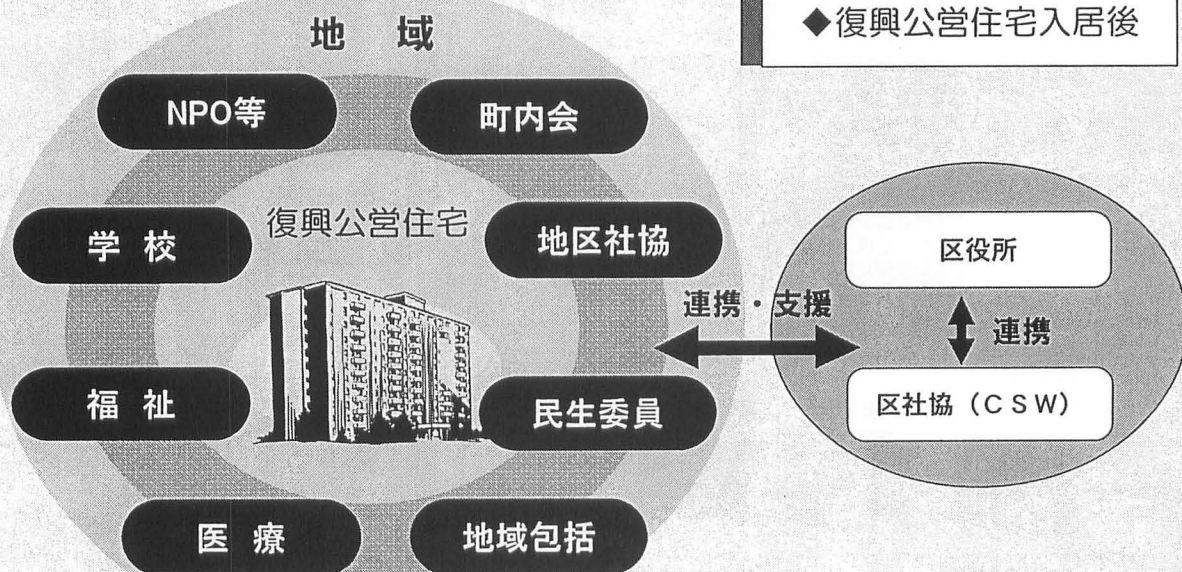 ◆復興公営住宅入居後
地 域
NPO等
町内会
学 校
復興公営住宅
地区社協
福 祉
民生委員
医 療
地域包括
連携・支援
区役所
連携
区社協（CSW）